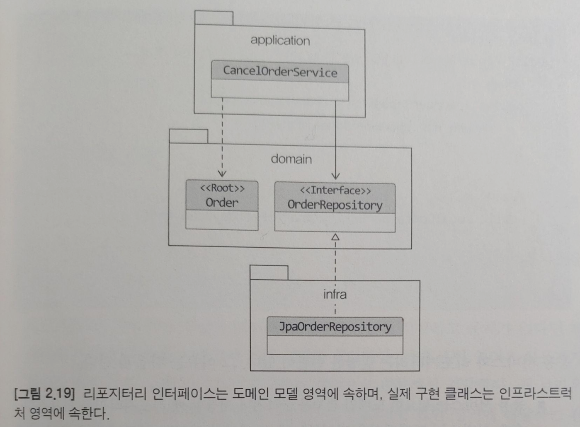 application
CancelOrderService
domain
<<Root>>
Order
<<Interface>>
OrderRepository
infra
JpaOrderRepository
[그림 2.19] 리포지터리 인터페이스는 도메인 모델 영역에 속하며, 실제 구현 클래스는 인프라스트럭
처 영역에 속한다.